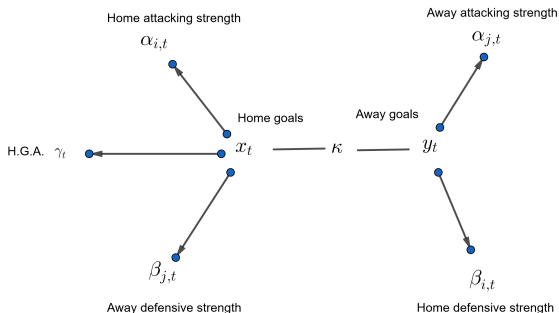 Home attacking strength
Away attacking strength
α_{i,t}
α_{j,t}
Home goals
Away goals
H.G.A. γ_t
x_t
κ
y_t
β_{j,t}
β_{i,t}
Away defensive strength
Home defensive strength